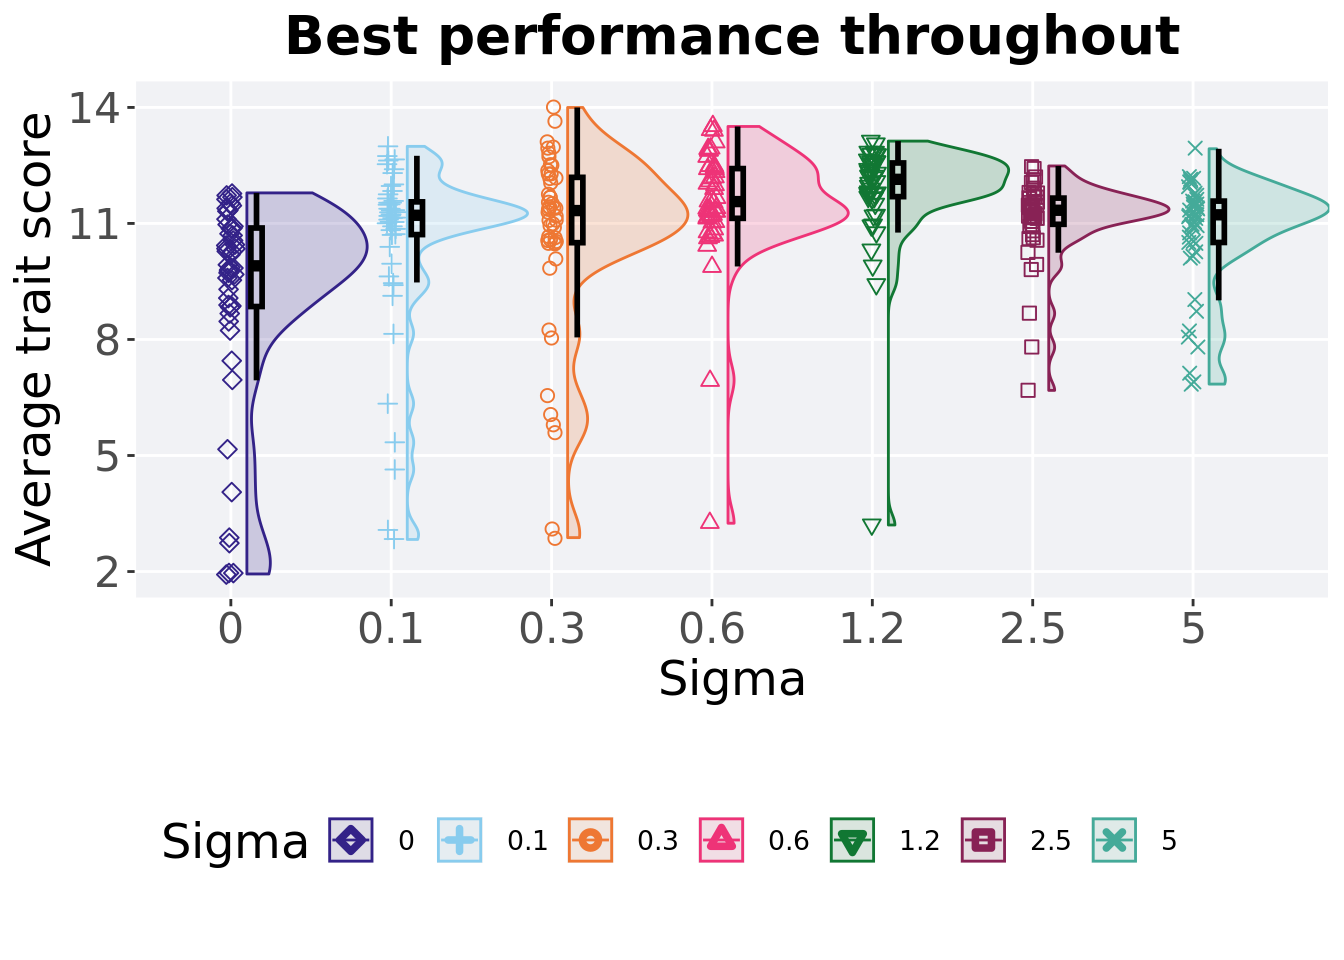 Best performance throughout
Average trait score
14
11
8
5
2
0 0.1 0.3 0.6 1.2 2.5 5
Sigma
Sigma 0 0.1 0.3 0.6 1.2 2.5 5